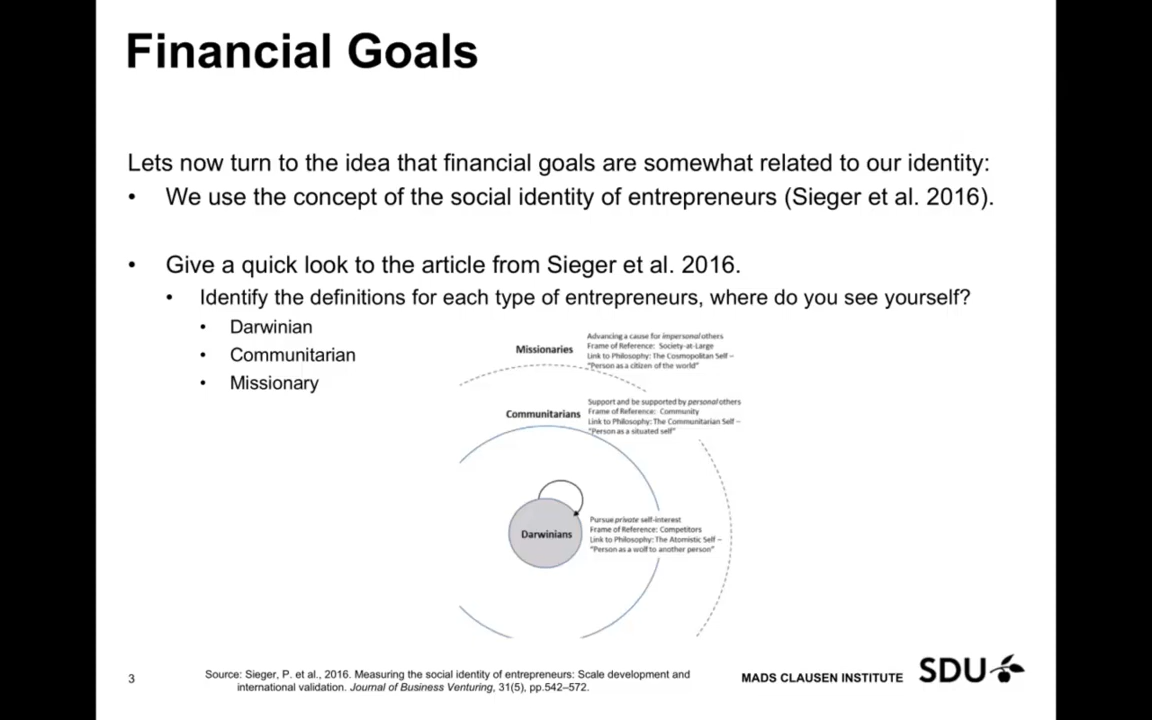 Financial Goals
Lets now turn to the idea that financial goals are somewhat related to our identity:
• We use the concept of the social identity of entrepreneurs (Sieger et al. 2016).
• Give a quick look to the article from Sieger et al. 2016.
• Identify the definitions for each type of entrepreneurs, where do you see yourself?
• Darwinian
• Communitarian
• Missionary
Missionaries
Advancing a cause for impersonal others
Frame of Reference: Society-at-Large
Link to Philosophy: The Cosmopolitan Self –
"Person as a citizen of the world"
Communitarians
Support and be supported by personal others
Frame of Reference: Community
Link to Philosophy: The Communitarian Self –
"Person as a situated self"
Darwinians
Pursue private self-interest
Frame of Reference: Competitors
Link to Philosophy: The Atomistic Self –
"Person as a wolf to another person"
3
Source: Sieger, P. et al., 2016. Measuring the social identity of entrepreneurs: Scale development and
international validation. Journal of Business Venturing, 31(5), pp.542–572.
MADS CLAUSEN INSTITUTE
SDU